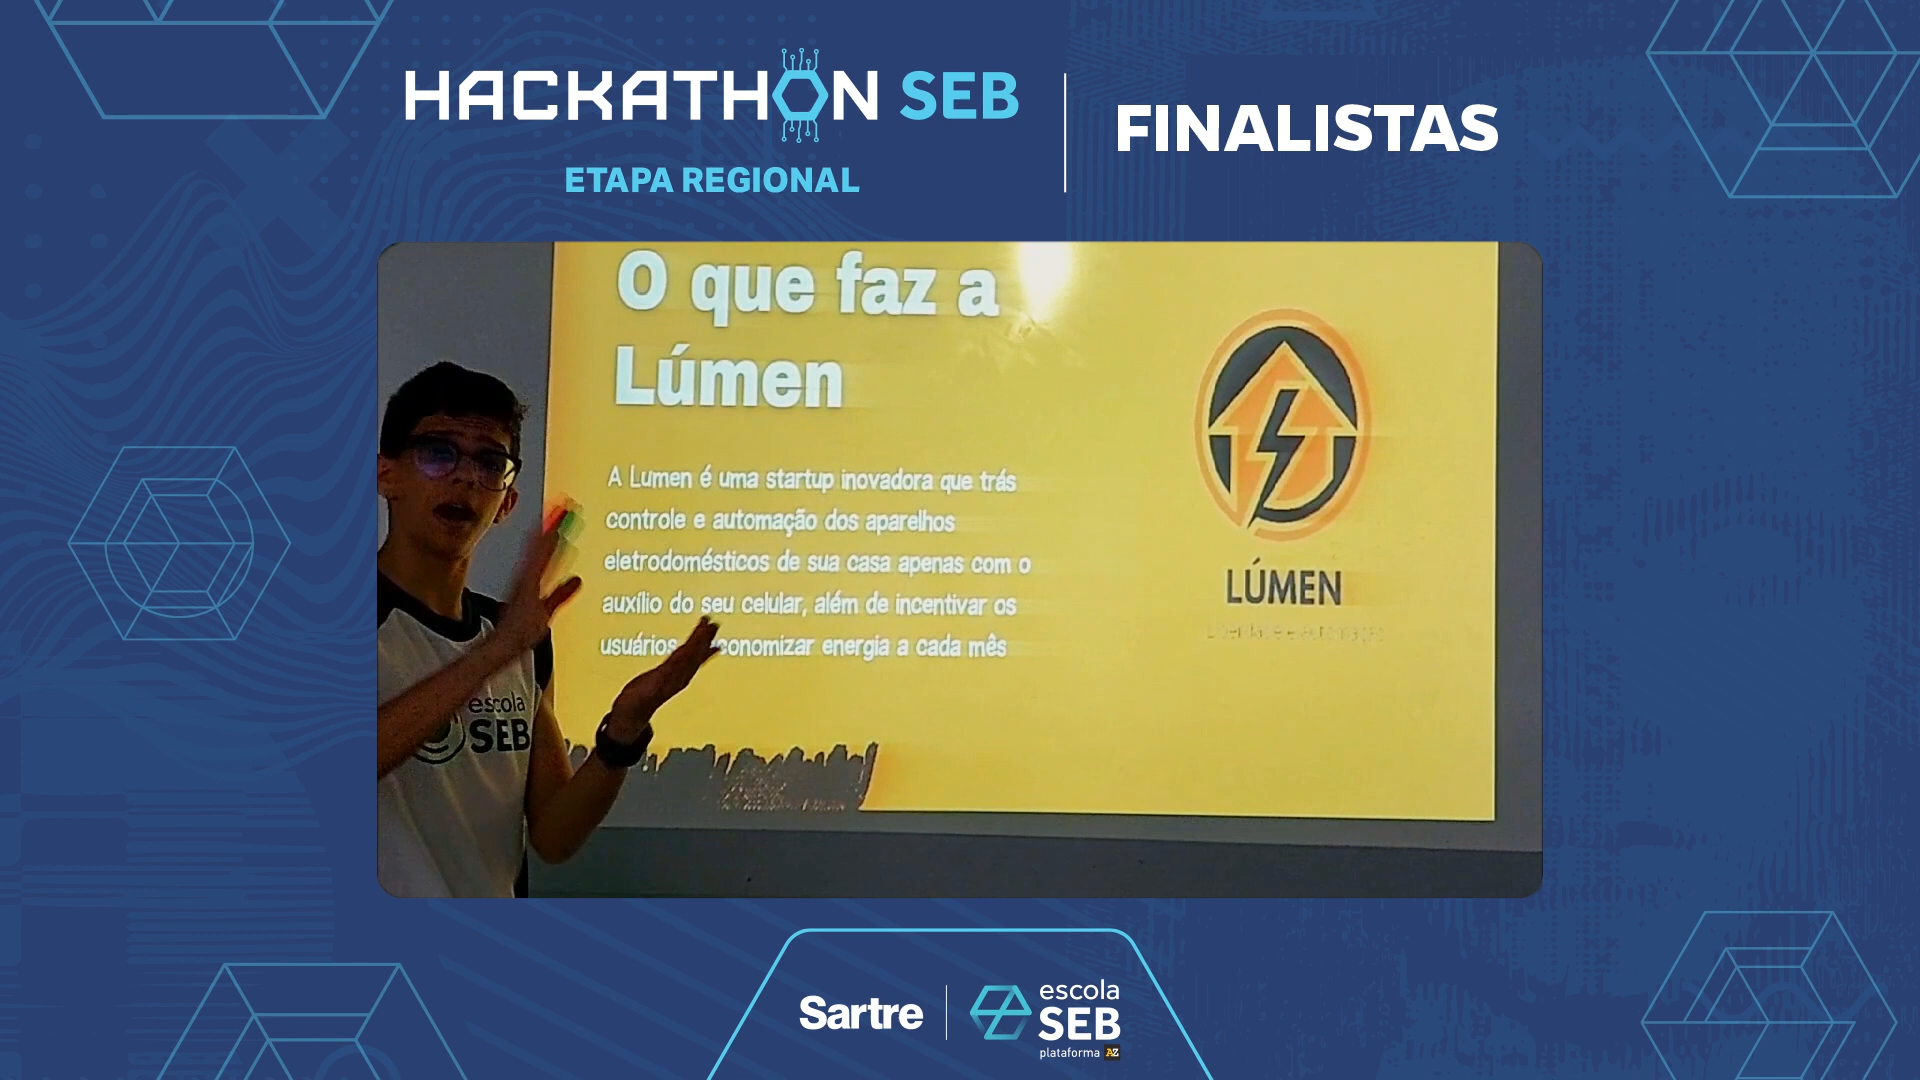 HACKATHON SEB
ETAPA REGIONAL
FINALISTAS
O que faz a
Lúmen
A Lumen é uma startup inovadora que trás
controle e automação dos aparelhos
eletrodomésticos de sua casa apenas com o
auxílio do seu celular, além de incentivar os
usuários economizar energia a cada mês
LÚMEN
escola
SEB
Sartre
escola
SEB
plataforma AZ